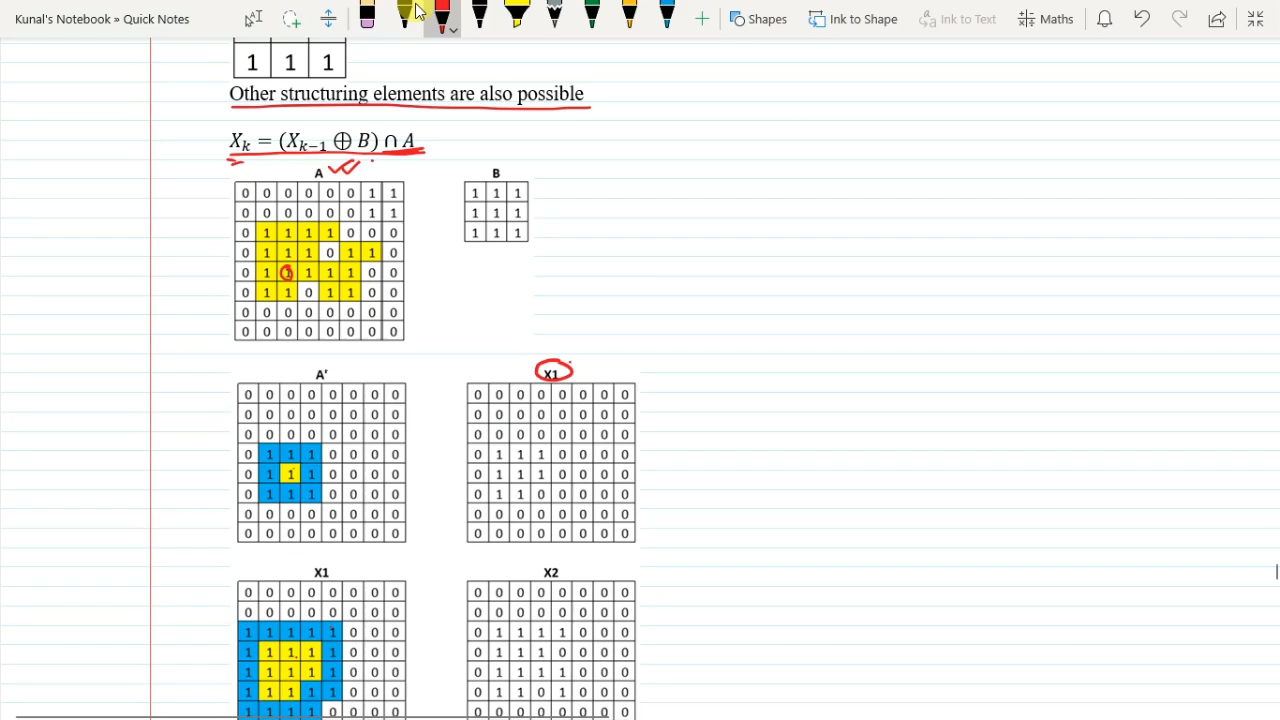 Kunal's Notebook » Quick Notes
Shapes
Ink to Shape
Ink to Text
Maths
1 1 1
Other structuring elements are also possible
Xₖ = (Xₖ₋₁ ⊕ B) ∩ A
A
0 0 0 0 0 0 1 1
0 0 0 0 0 0 1 1
0 1 1 1 1 0 0 0
0 1 1 1 0 1 1 0
0 1 1 1 1 1 0 0
0 1 1 0 1 1 0 0
0 0 0 0 0 0 0 0
0 0 0 0 0 0 0 0
B
1 1 1
1 1 1
1 1 1
A'
0 0 0 0 0 0 0 0
0 0 0 0 0 0 0 0
0 0 0 0 0 0 0 0
0 1 1 1 0 0 0 0
0 1 1 1 0 0 0 0
0 1 1 1 0 0 0 0
0 0 0 0 0 0 0 0
0 0 0 0 0 0 0 0
X1
0 0 0 0 0 0 0 0
0 0 0 0 0 0 0 0
0 0 0 0 0 0 0 0
0 1 1 1 0 0 0 0
0 1 1 1 0 0 0 0
0 1 1 0 0 0 0 0
0 0 0 0 0 0 0 0
0 0 0 0 0 0 0 0
X1
0 0 0 0 0 0 0 0
0 0 0 0 0 0 0 0
1 1 1 1 1 0 0 0
1 1 1 1 1 0 0 0
1 1 1 1 1 0 0 0
1 1 1 1 1 0 0 0
1 1 1 1 0 0 0 0
X2
0 0 0 0 0 0 0 0
0 0 0 0 0 0 0 0
0 1 1 1 1 0 0 0
0 1 1 1 0 0 0 0
0 1 1 1 1 0 0 0
0 1 1 0 1 0 0 0
0 0 0 0 0 0 0 0